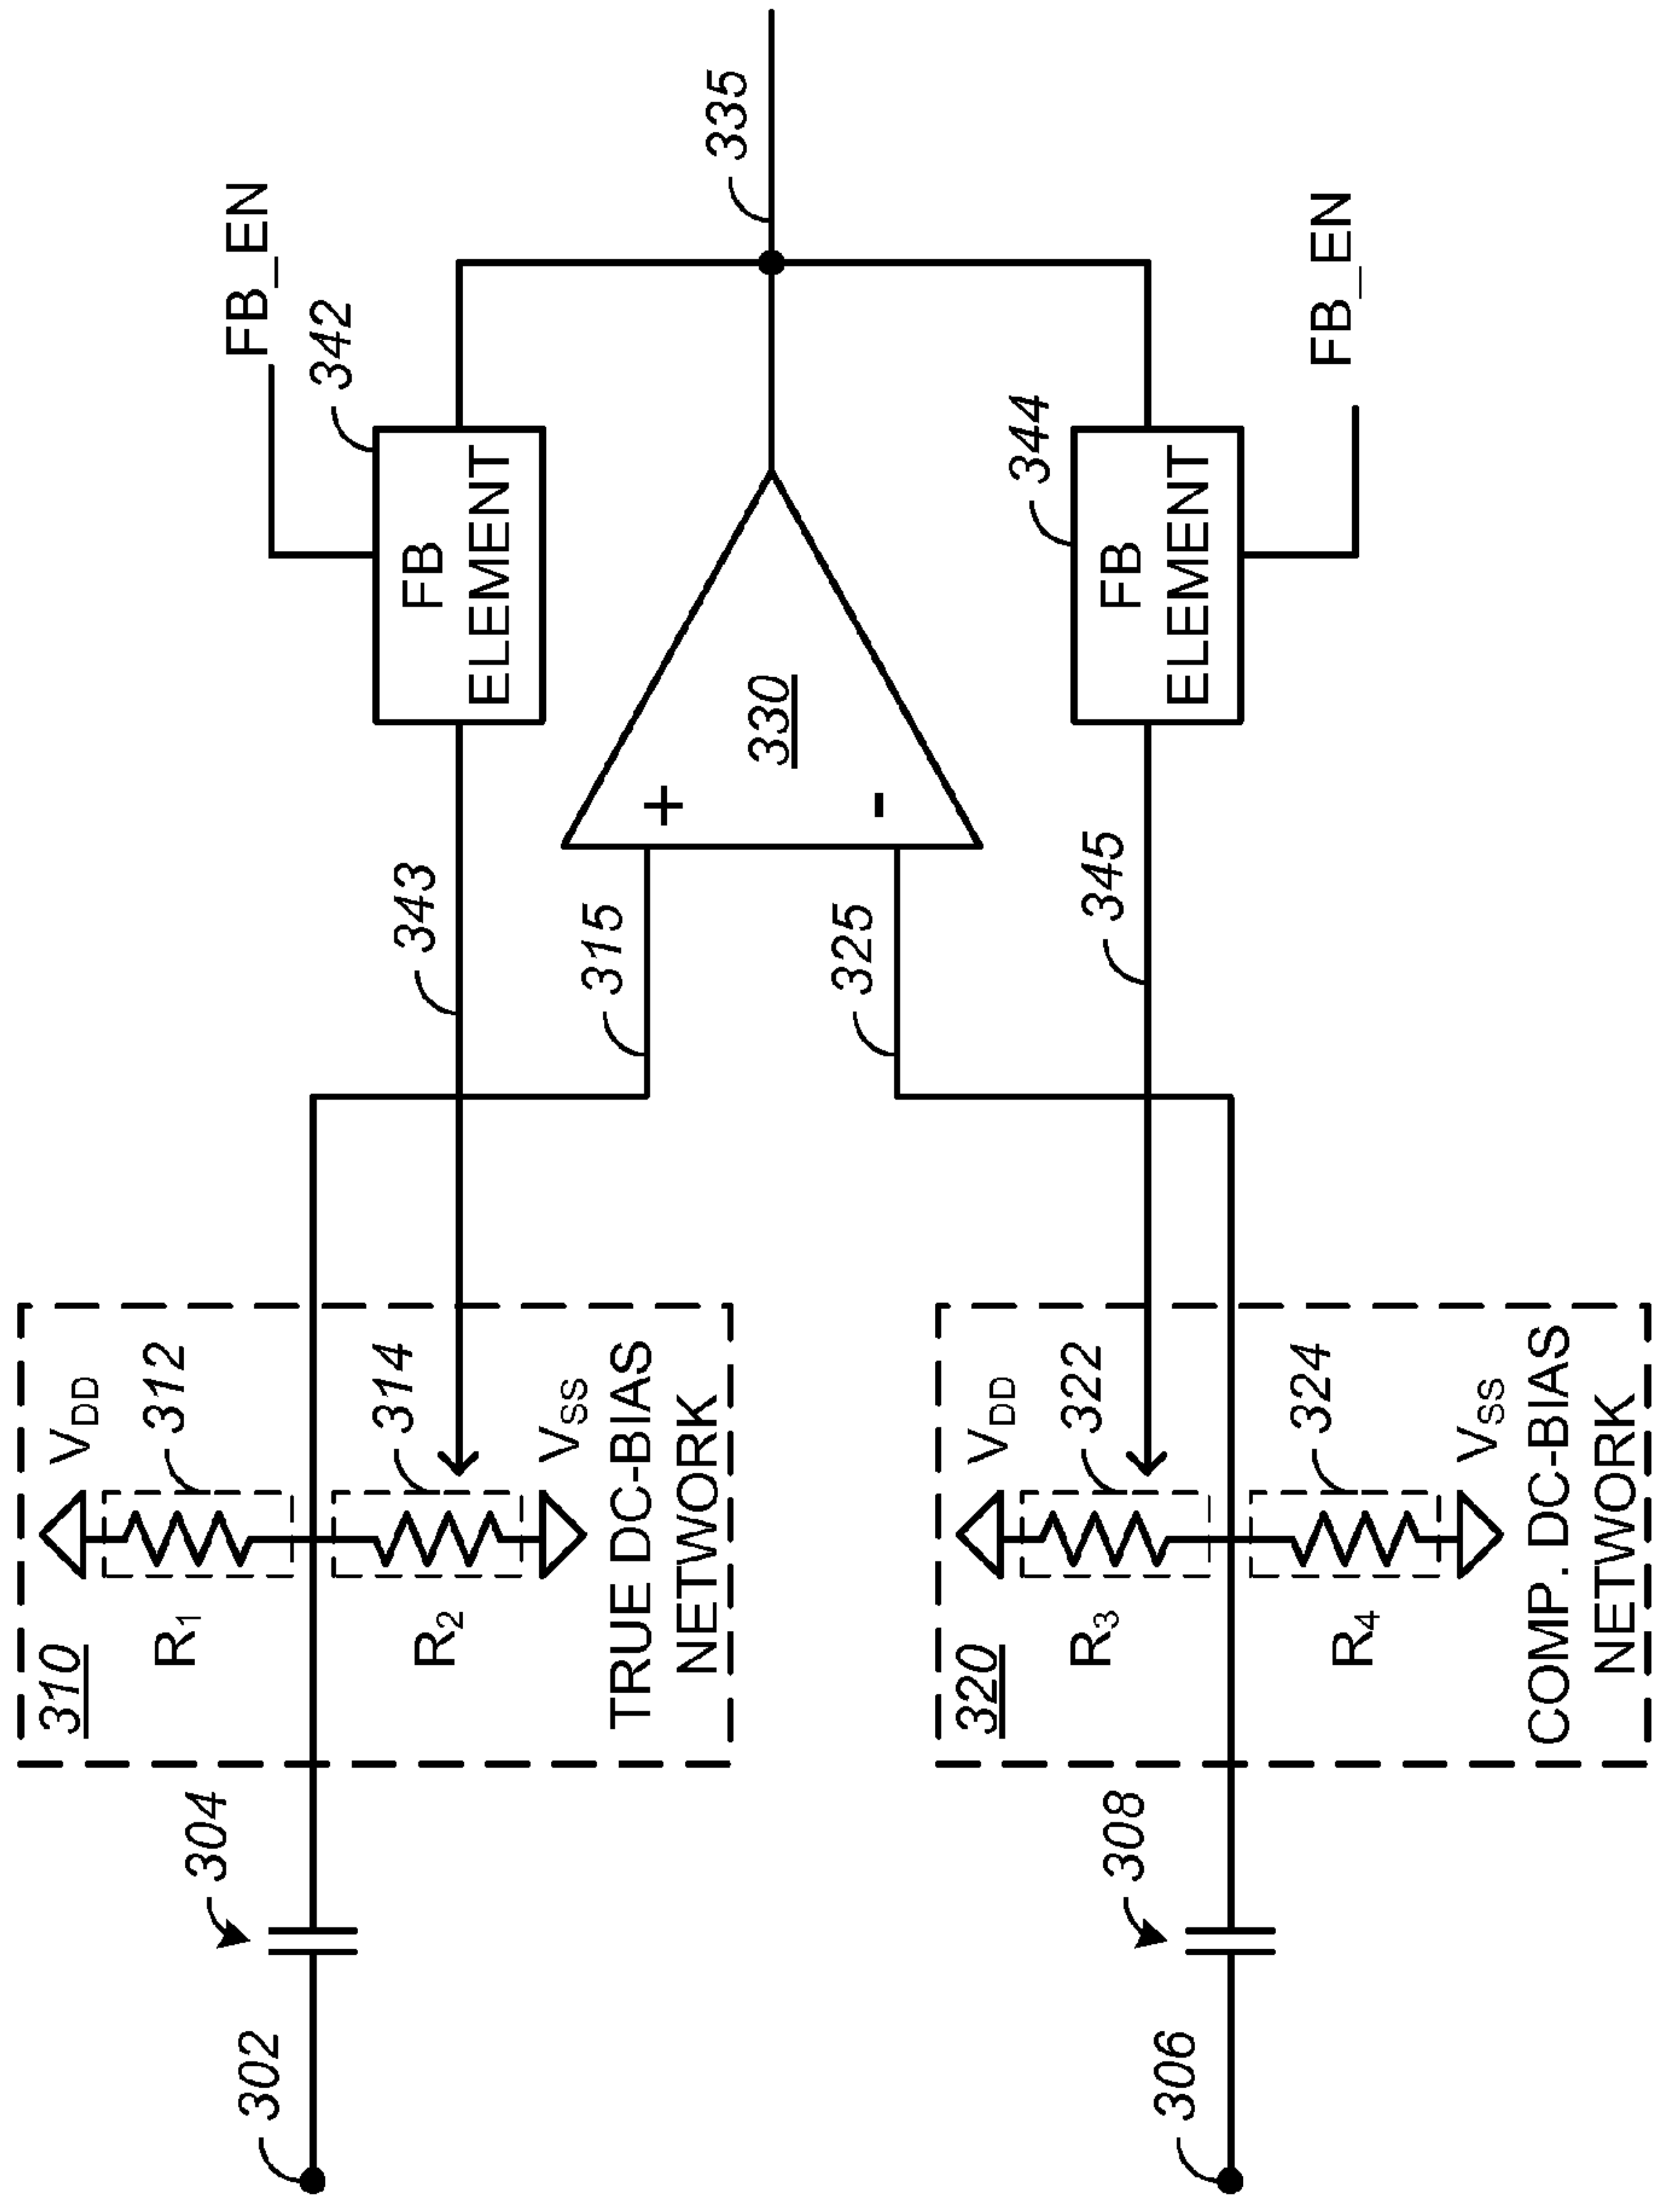 302
304
310
R1
R2
VDD
312
314
VSS
TRUE DC-BIAS
NETWORK
343
315
FB
ELEMENT
342
FB_EN
+
-
330
335
325
306
308
320
R3
R4
VDD
322
324
VSS
COMP. DC-BIAS
NETWORK
345
FB
ELEMENT
344
FB_EN